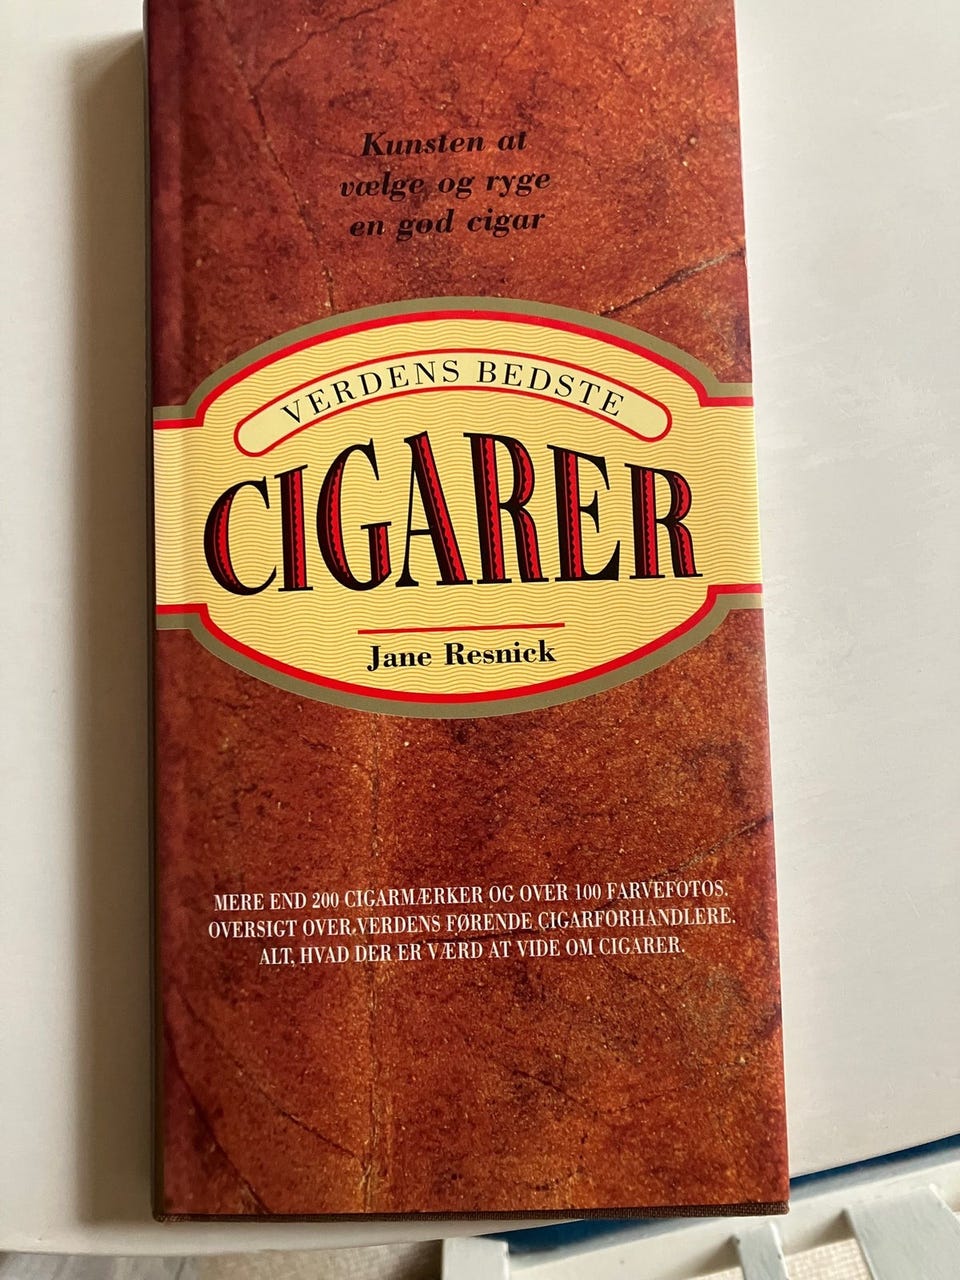 Kunsten at
vælge og ryge
en god cigar
VERDENS BEDSTE
CIGARER
Jane Resnick
MERE END 200 CIGARMÆRKER OG OVER 100 FARVEFOTOS.
OVERSIGT OVER VERDENS FØRENDE CIGARFORHANDLERE.
ALT, HVAD DER ER VÆRD AT VIDE OM CIGARER.